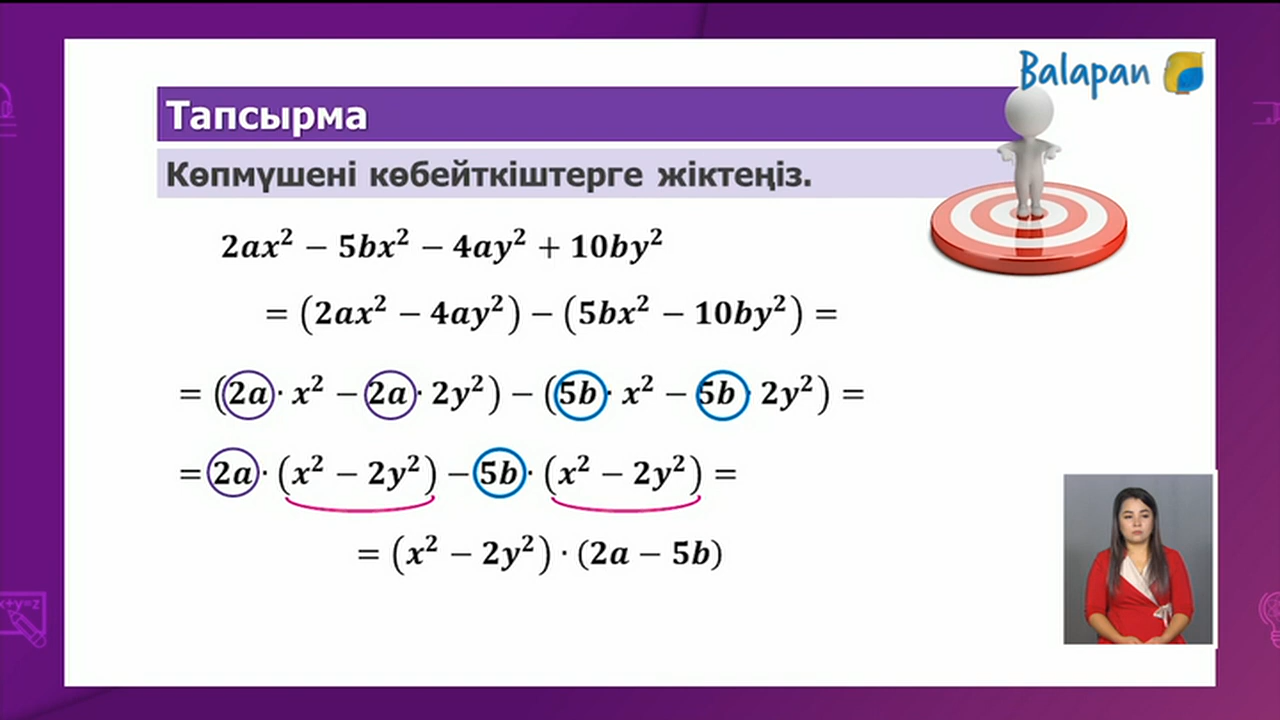 Balapan
Тапсырма
Көпмүшені көбейткіштерге жіктеңіз.
2ax² − 5bx² − 4ay² + 10by²
= (2ax² − 4ay²) − (5bx² − 10by²) =
= (2a · x² − 2a · 2y²) − (5b · x² − 5b · 2y²) =
= 2a · (x² − 2y²) − 5b · (x² − 2y²) =
= (x² − 2y²) · (2a − 5b)
x+y=z